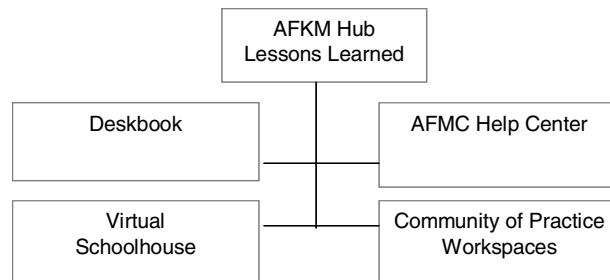 AFKM Hub
Lessons Learned
Deskbook
AFMC Help Center
Virtual
Schoolhouse
Community of Practice
Workspaces